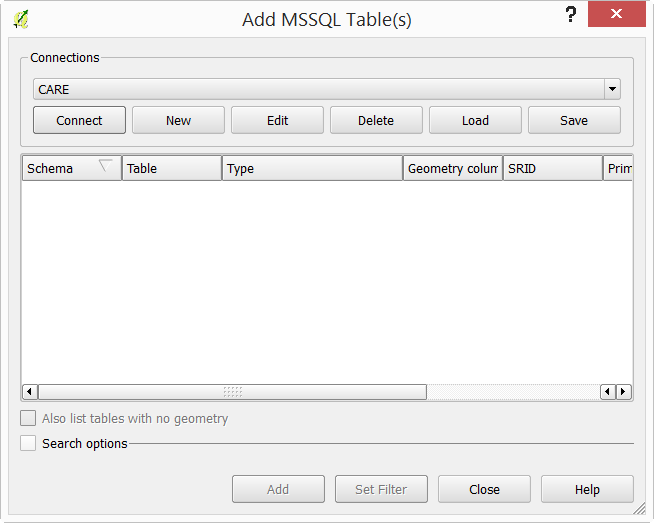 Add MSSQL Table(s)
? ×
Connections
CARE
Connect New Edit Delete Load Save
Schema Table Type Geometry colum SRID Prim
Also list tables with no geometry
Search options
Add Set Filter Close Help